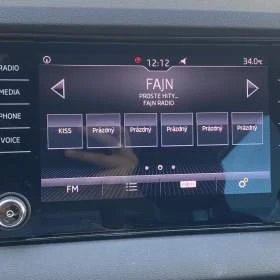 12:12
34.0°C
RADIO
MEDIA
PHONE
VOICE
FAJN
PROSTE HITY...
FAJN RADIO
KISS
Prázdný
Prázdný
Prázdný
Prázdný
Prázdný
FM